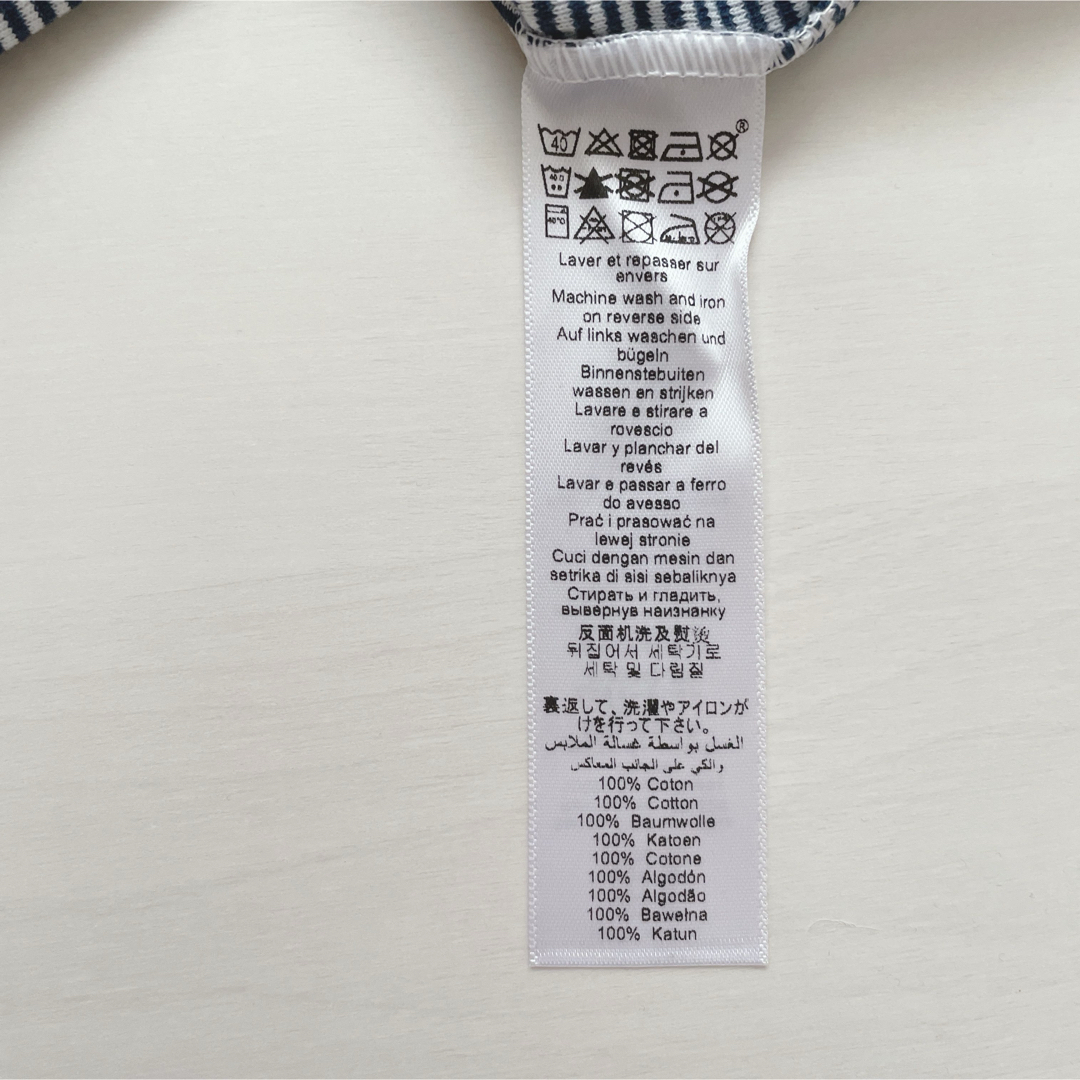 40 ®
40
40°C
Laver et repasser sur
envers
Machine wash and iron
on reverse side
Auf links waschen und
bügeln
Binnenstebuiten
wassen en strijken
Lavare e stirare a
rovescio
Lavar y planchar del
revés
Lavar e passar a ferro
do avesso
Prać i prasować na
lewej stronie
Cuci dengan mesin dan
setrika di sisi sebaliknya
Стирать и гладить,
вывернув наизнанку
反面机洗及熨烫
뒤집어서 세탁기로
세탁 및 다림질
裏返して、洗濯やアイロンが
けを行って下さい。
الغسل بواسطة غسالة الملابس
والكي على الجانب المعاكس
100% Coton
100% Cotton
100% Baumwolle
100% Katoen
100% Cotone
100% Algodón
100% Algodão
100% Bawełna
100% Katun